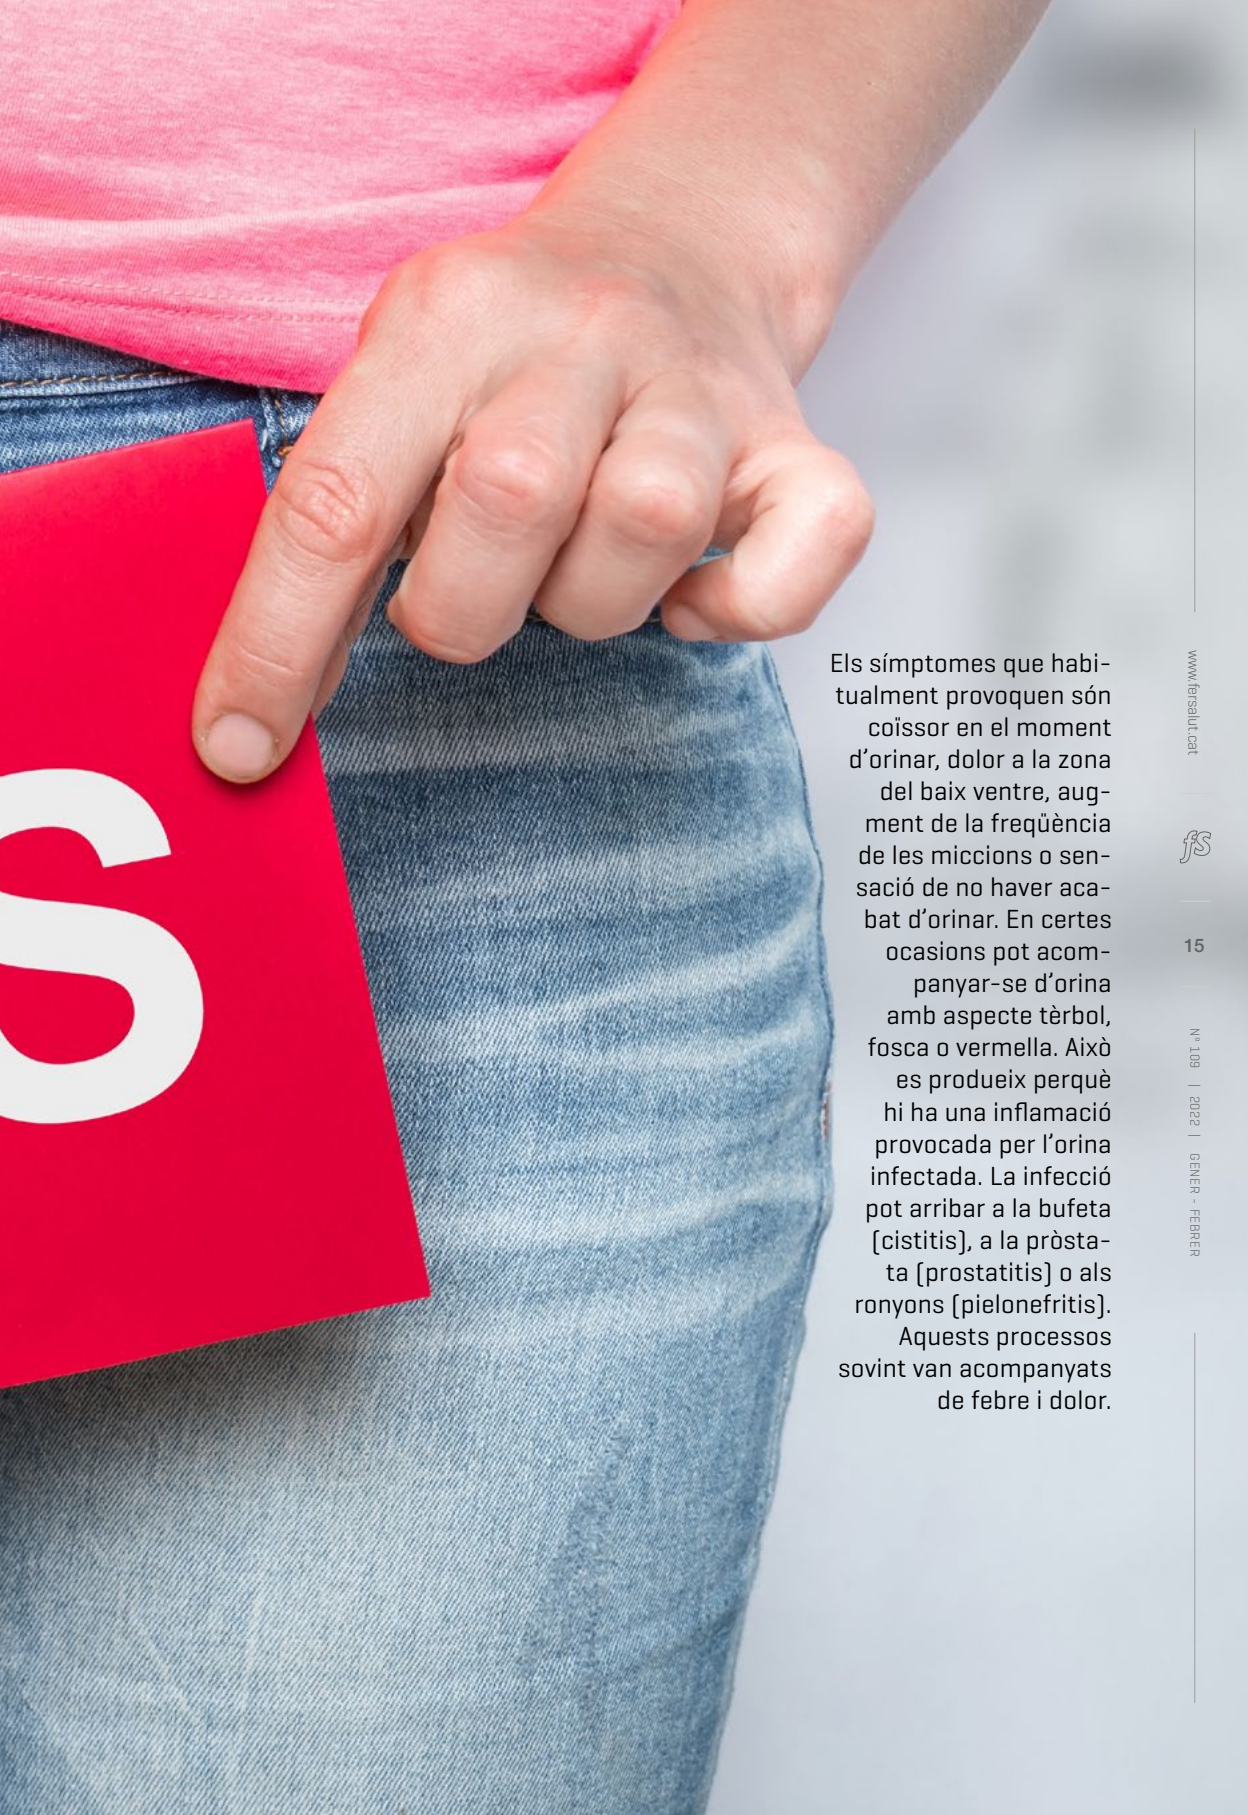 S
Els símptomes que habi-
tualment provoquen són
coïssor en el moment
d’orinar, dolor a la zona
del baix ventre, aug-
ment de la freqüència
de les miccions o sen-
sació de no haver aca-
bat d’orinar. En certes
ocasions pot acom-
panyar-se d’orina
amb aspecte tèrbol,
fosca o vermella. Això
es produeix perquè
hi ha una inflamació
provocada per l’orina
infectada. La infecció
pot arribar a la bufeta
(cistitis), a la pròsta-
ta (prostatitis) o als
ronyons (pielonefritis).
Aquests processos
sovint van acompanyats
de febre i dolor.
www.fersalut.cat
fS
15
Nº 109 | 2022 | GENER - FEBRER